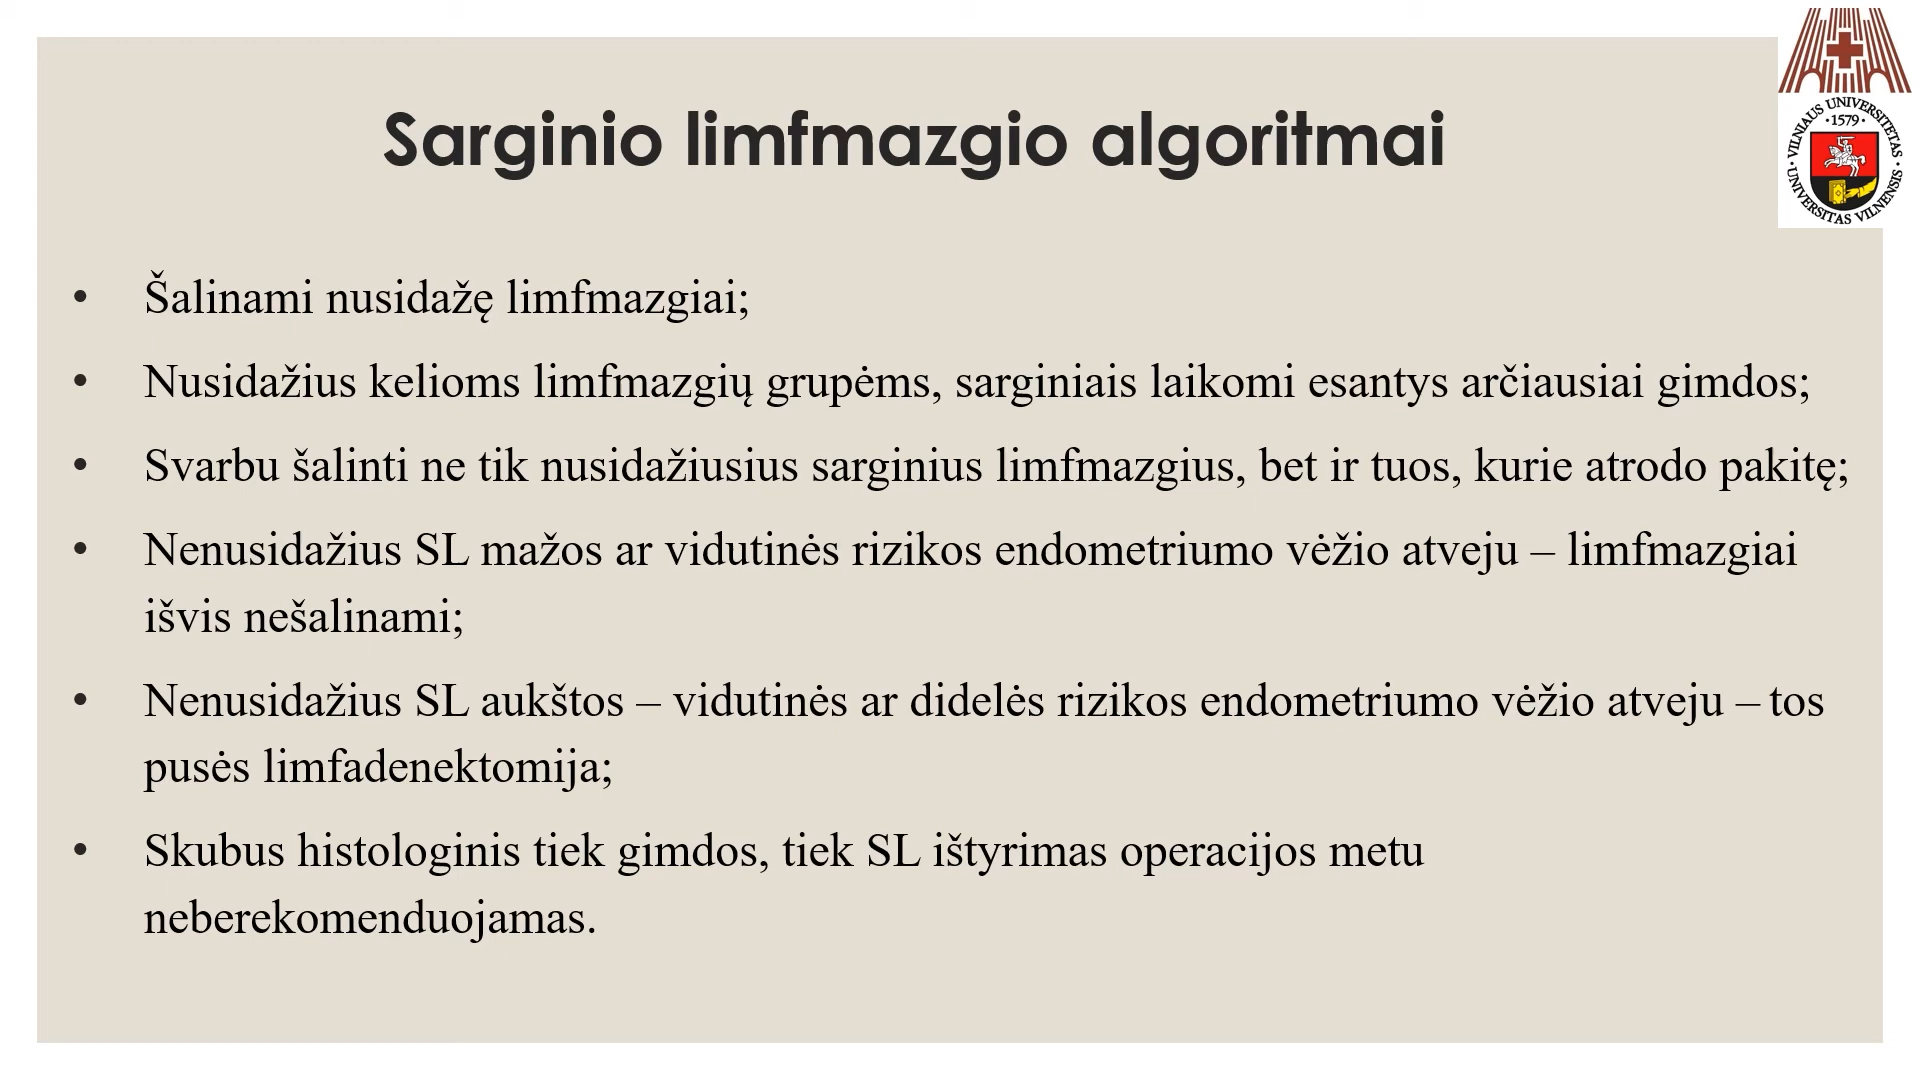 Sarginio limfmazgio algoritmai
VILNIAUS UNIVERSITETAS
1579
UNIVERSITAS VILNENSIS
• Šalinami nusidažę limfmazgiai;
• Nusidažius kelioms limfmazgių grupėms, sarginiais laikomi esantys arčiausiai gimdos;
• Svarbu šalinti ne tik nusidažiusius sarginius limfmazgius, bet ir tuos, kurie atrodo pakitę;
• Nenusidažius SL mažos ar vidutinės rizikos endometriumo vėžio atveju – limfmazgiai
išvis nešalinami;
• Nenusidažius SL aukštos – vidutinės ar didelės rizikos endometriumo vėžio atveju – tos
pusės limfadenektomija;
• Skubus histologinis tiek gimdos, tiek SL ištyrimas operacijos metu
neberekomenduojamas.